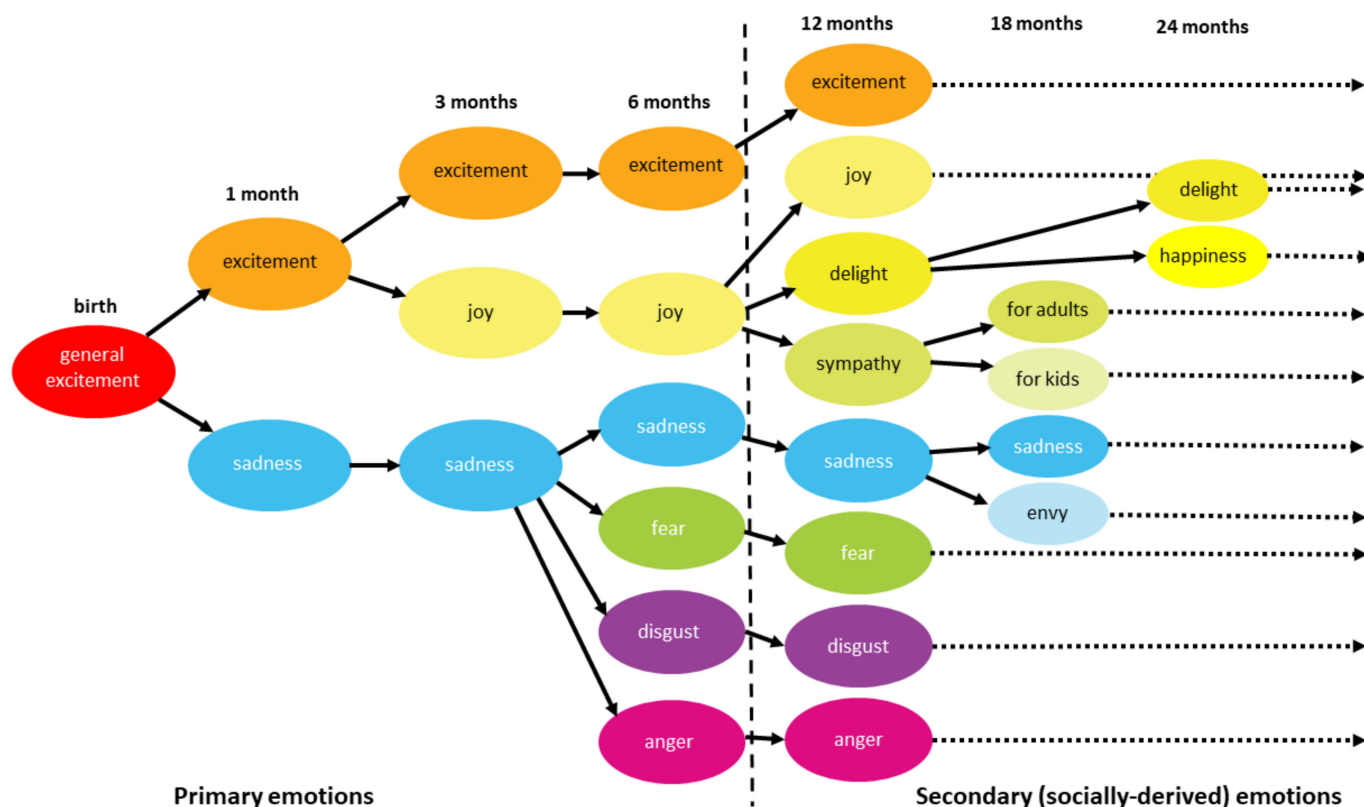 12 months
18 months
24 months
3 months
6 months
1 month
birth
general
excitement
excitement
sadness
excitement
joy
sadness
excitement
joy
sadness
fear
disgust
anger
excitement
joy
delight
sympathy
sadness
fear
disgust
anger
for adults
for kids
sadness
envy
delight
happiness
Primary emotions
Secondary (socially-derived) emotions